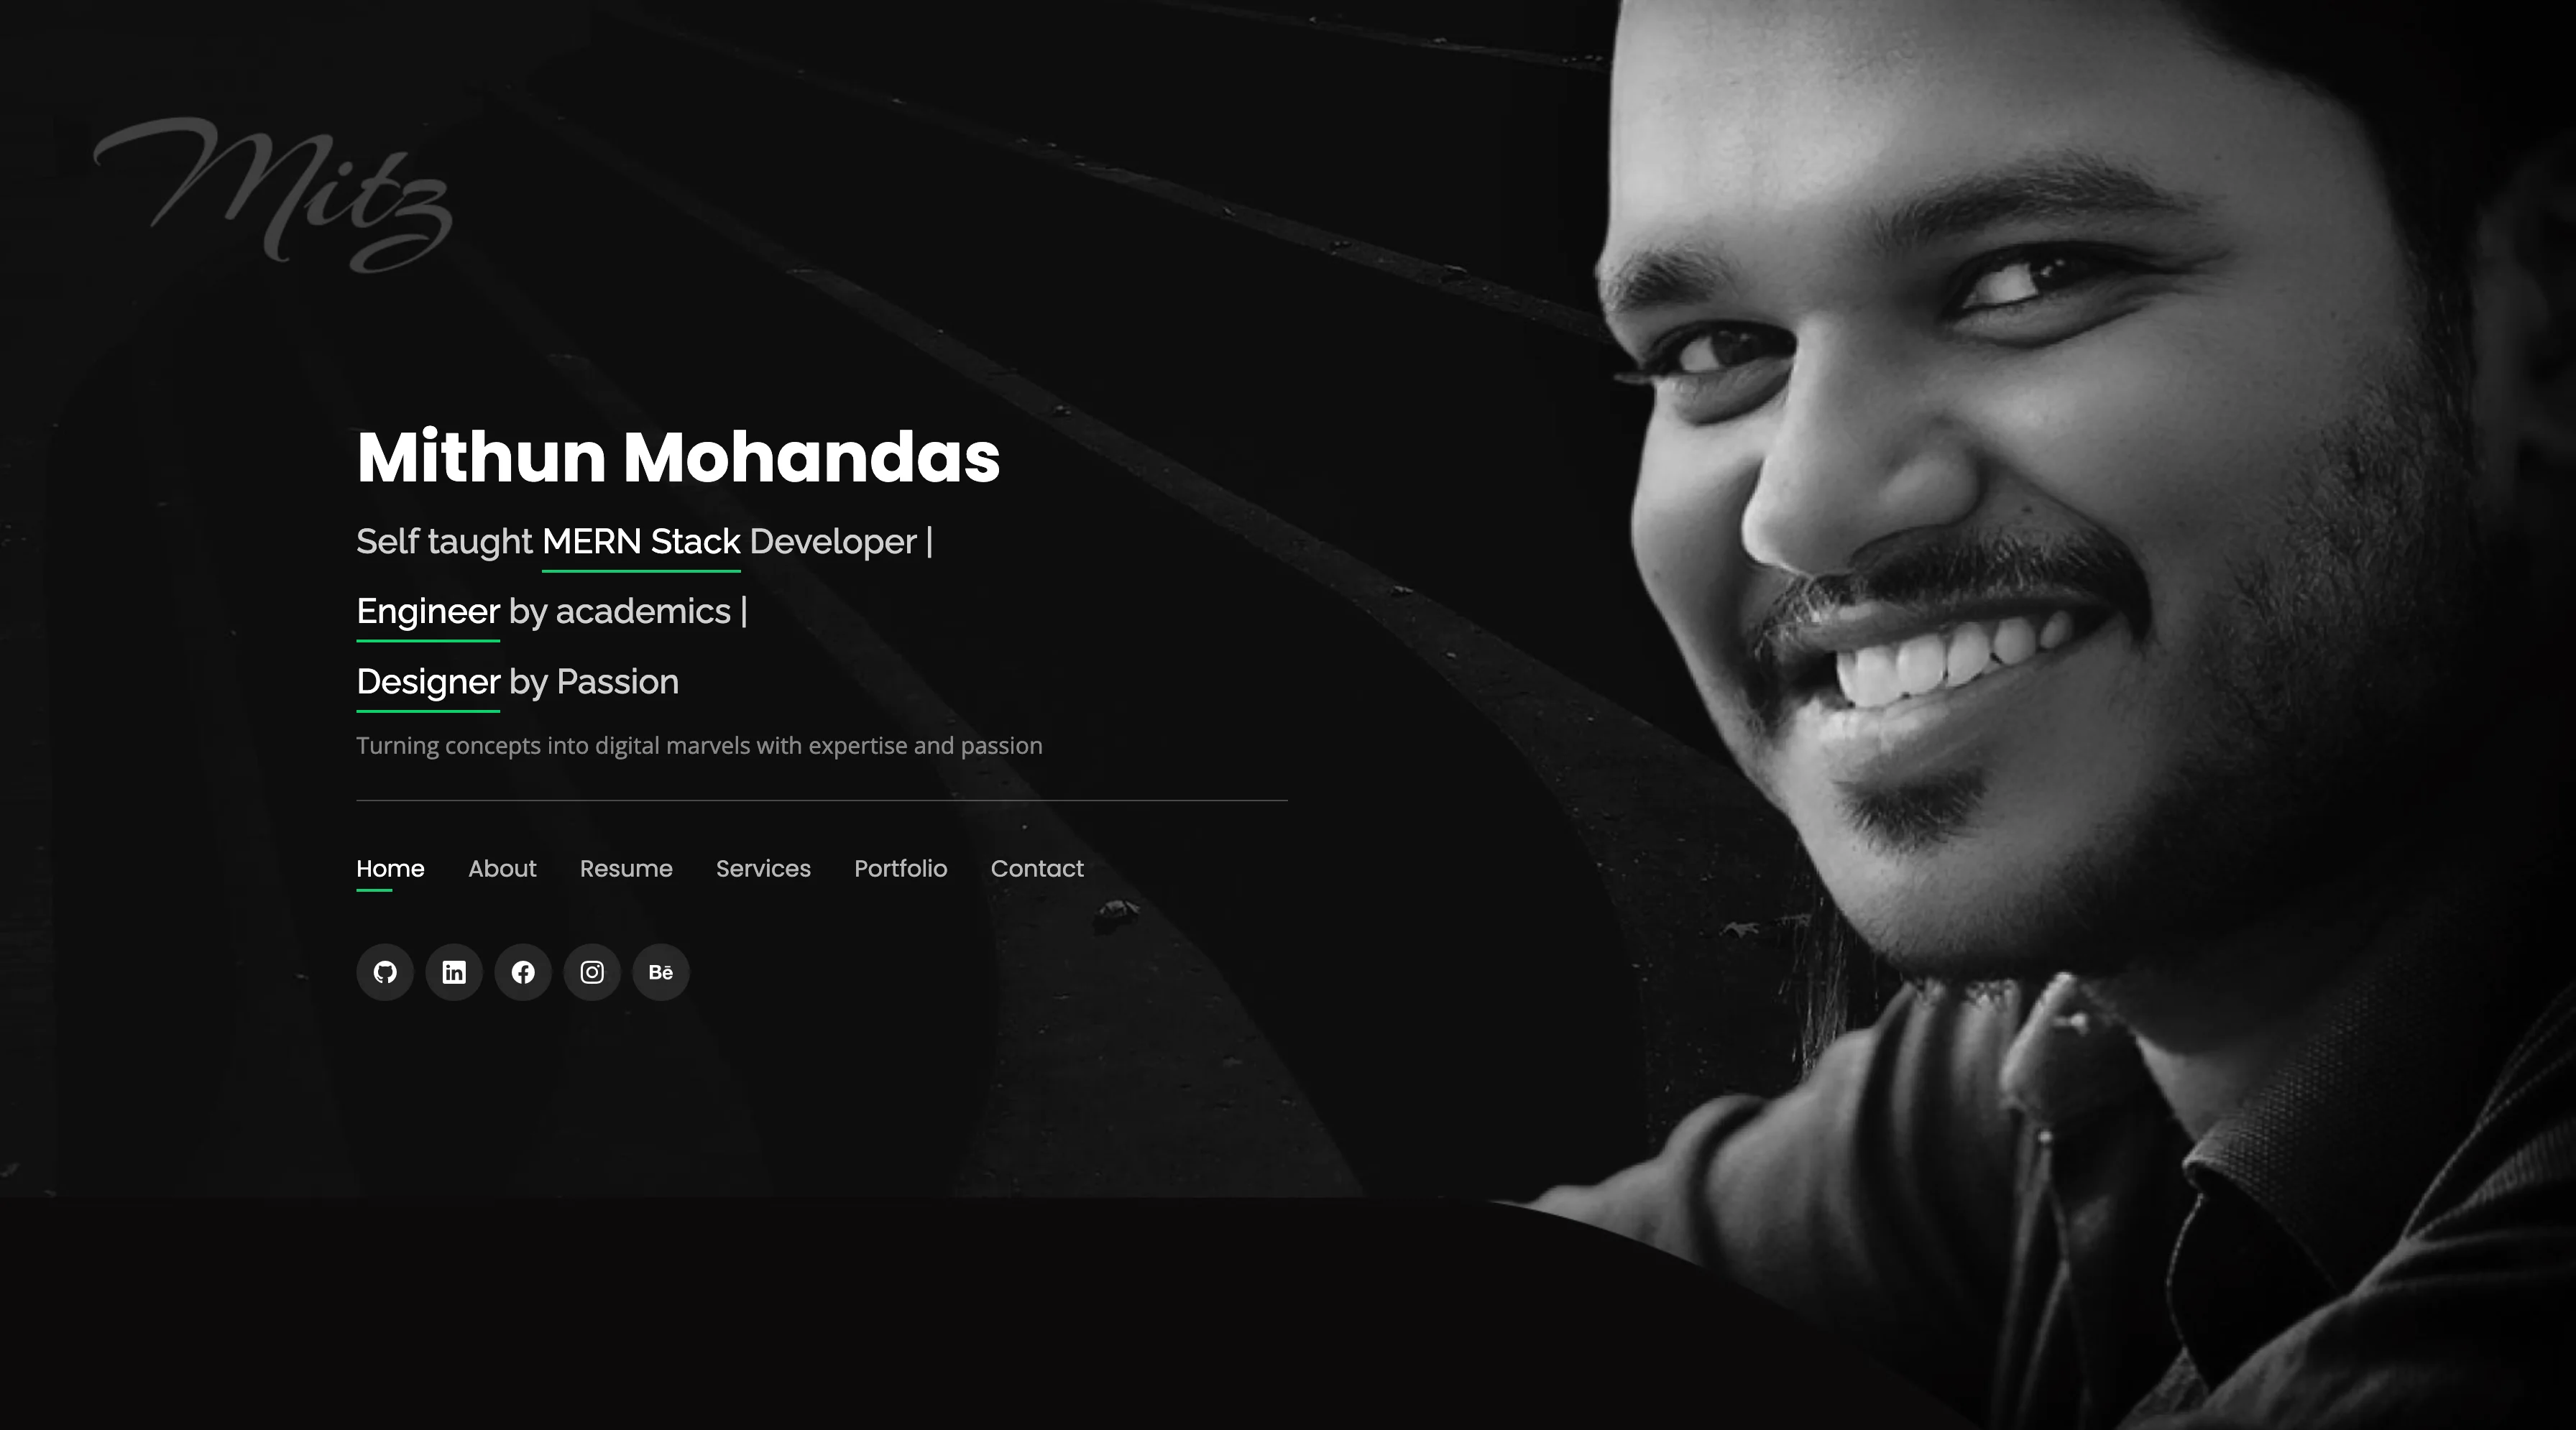 Mitz
Mithun Mohandas
Self taught MERN Stack Developer |
Engineer by academics |
Designer by Passion
Turning concepts into digital marvels with expertise and passion
Home About Resume Services Portfolio Contact
in Bē